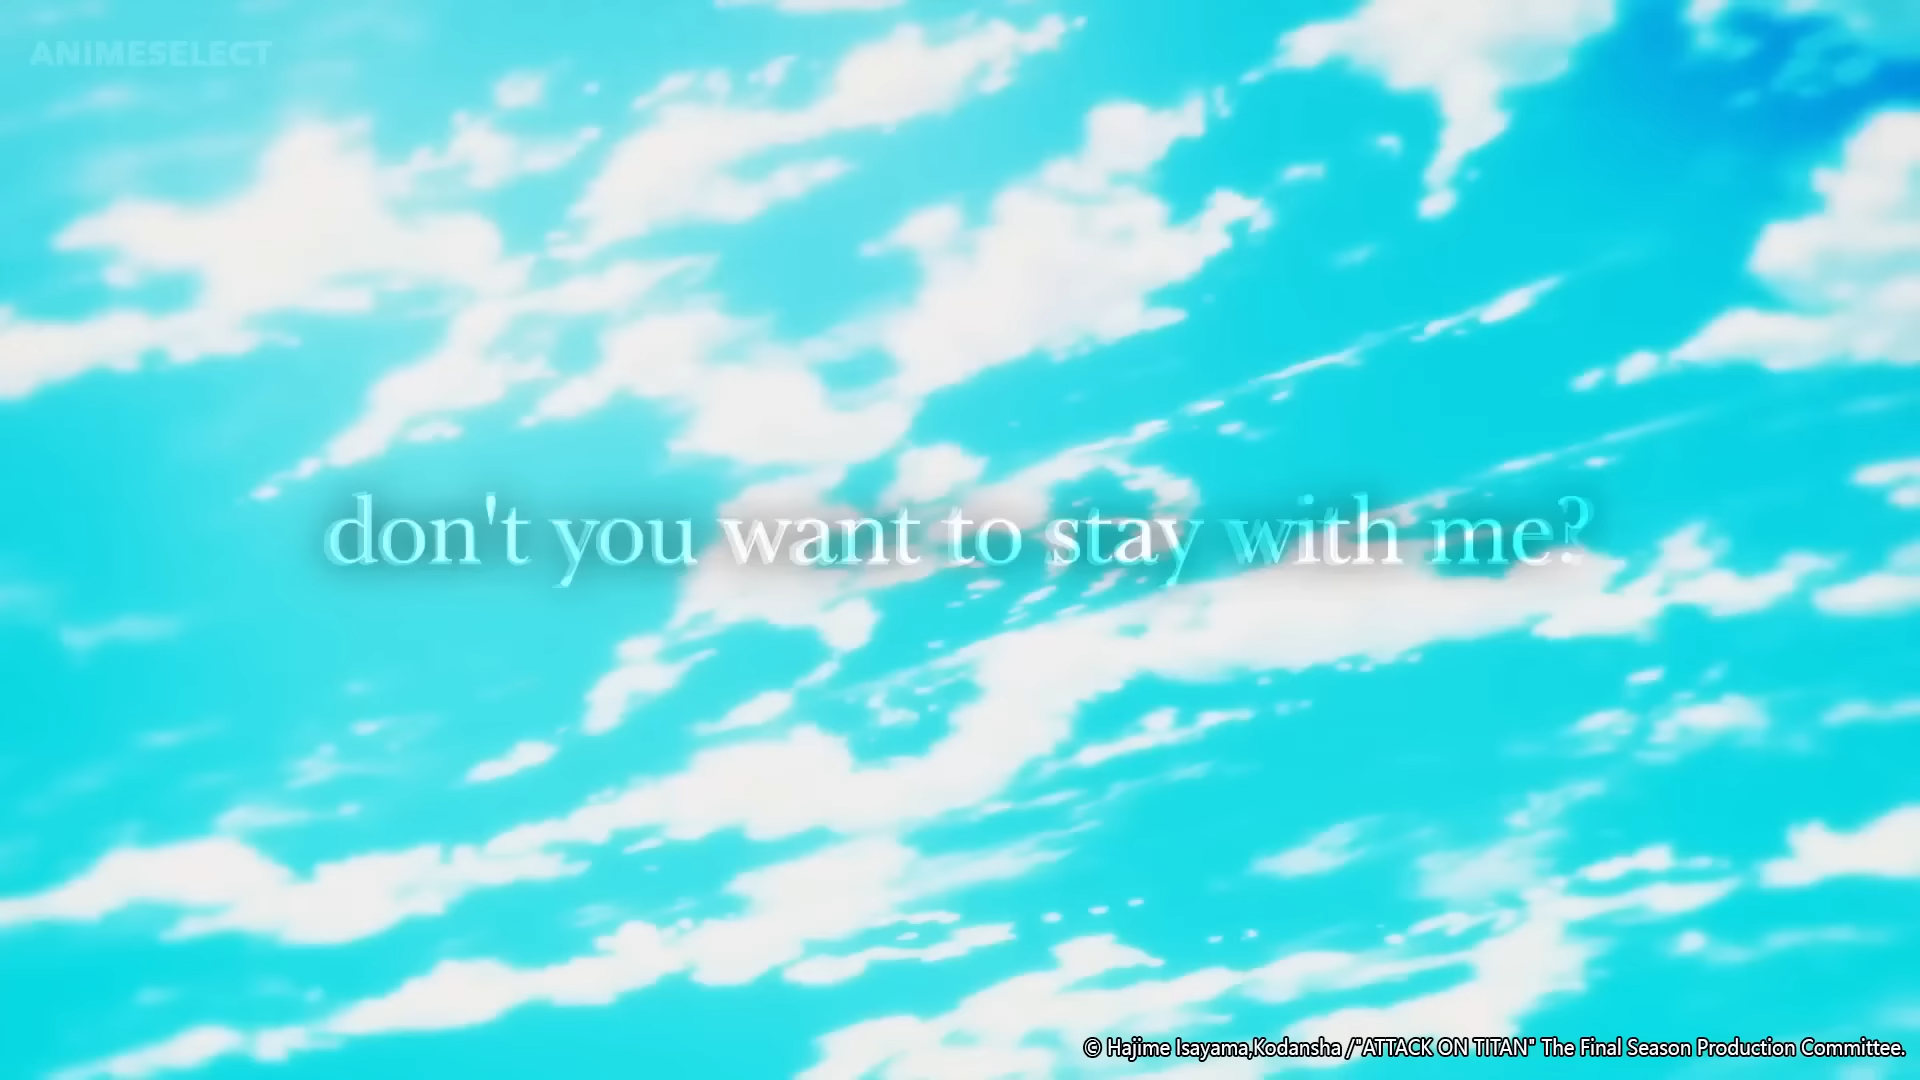 ANIMESELECT
don't you want to stay with me?
© Hajime Isayama,Kodansha /"ATTACK ON TITAN" The Final Season Production Committee.